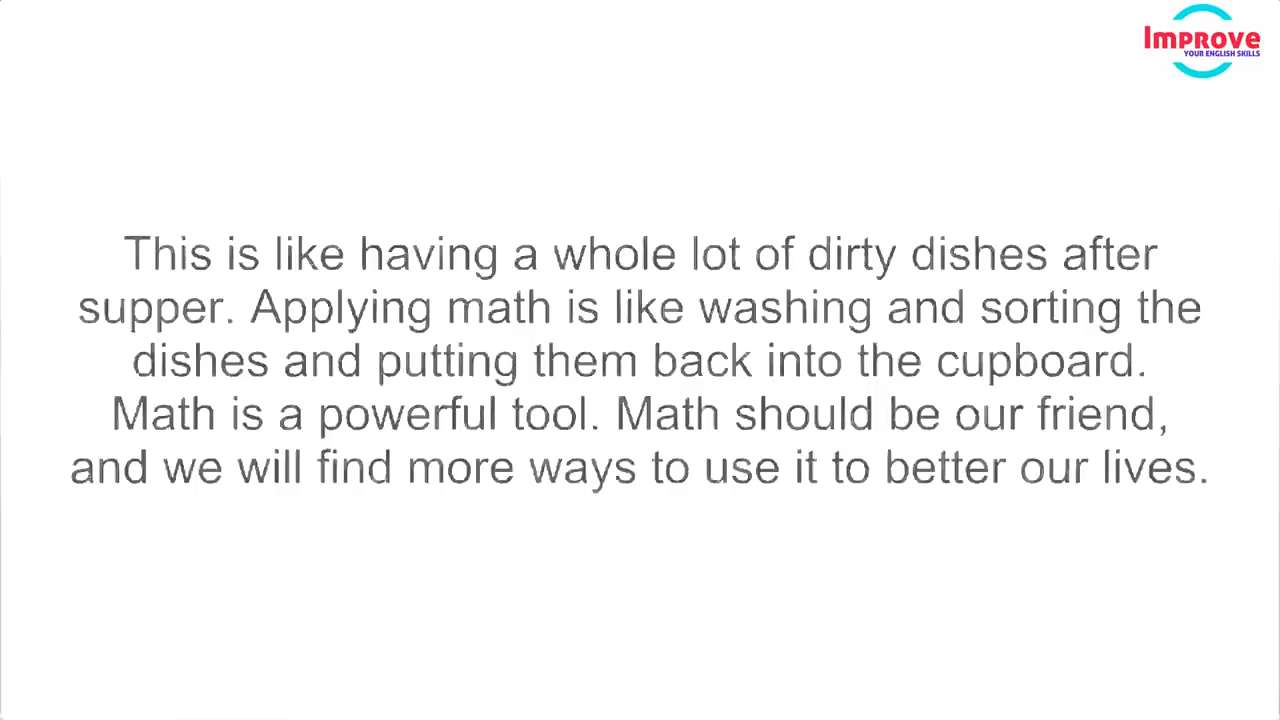 Improve
YOUR ENGLISH SKILLS
This is like having a whole lot of dirty dishes after
supper. Applying math is like washing and sorting the
dishes and putting them back into the cupboard.
Math is a powerful tool. Math should be our friend,
and we will find more ways to use it to better our lives.